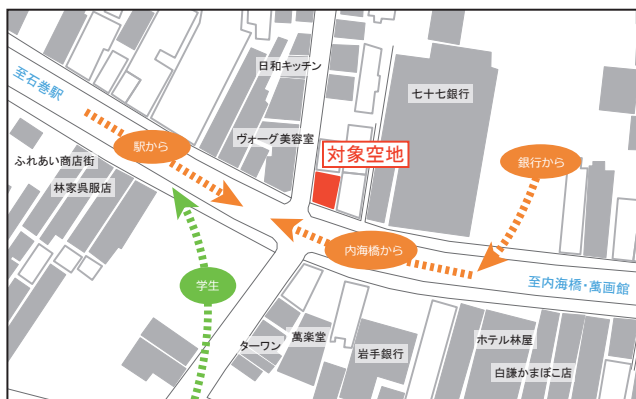 日和キッチン
至石巻駅
七十七銀行
ヴォーグ美容室
駅から
対象空地
ふれあい商店街
銀行から
林家呉服店
内海橋から
学生
至内海橋・萬画館
萬楽堂
ターワン
岩手銀行
ホテル林屋
白謙かまぼこ店